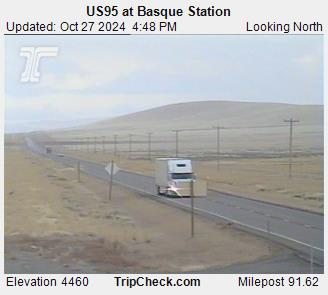 US95 at Basque Station
Updated: Oct 27 2024 4:48 PM Looking North
Elevation 4460 TripCheck.com Milepost 91.62